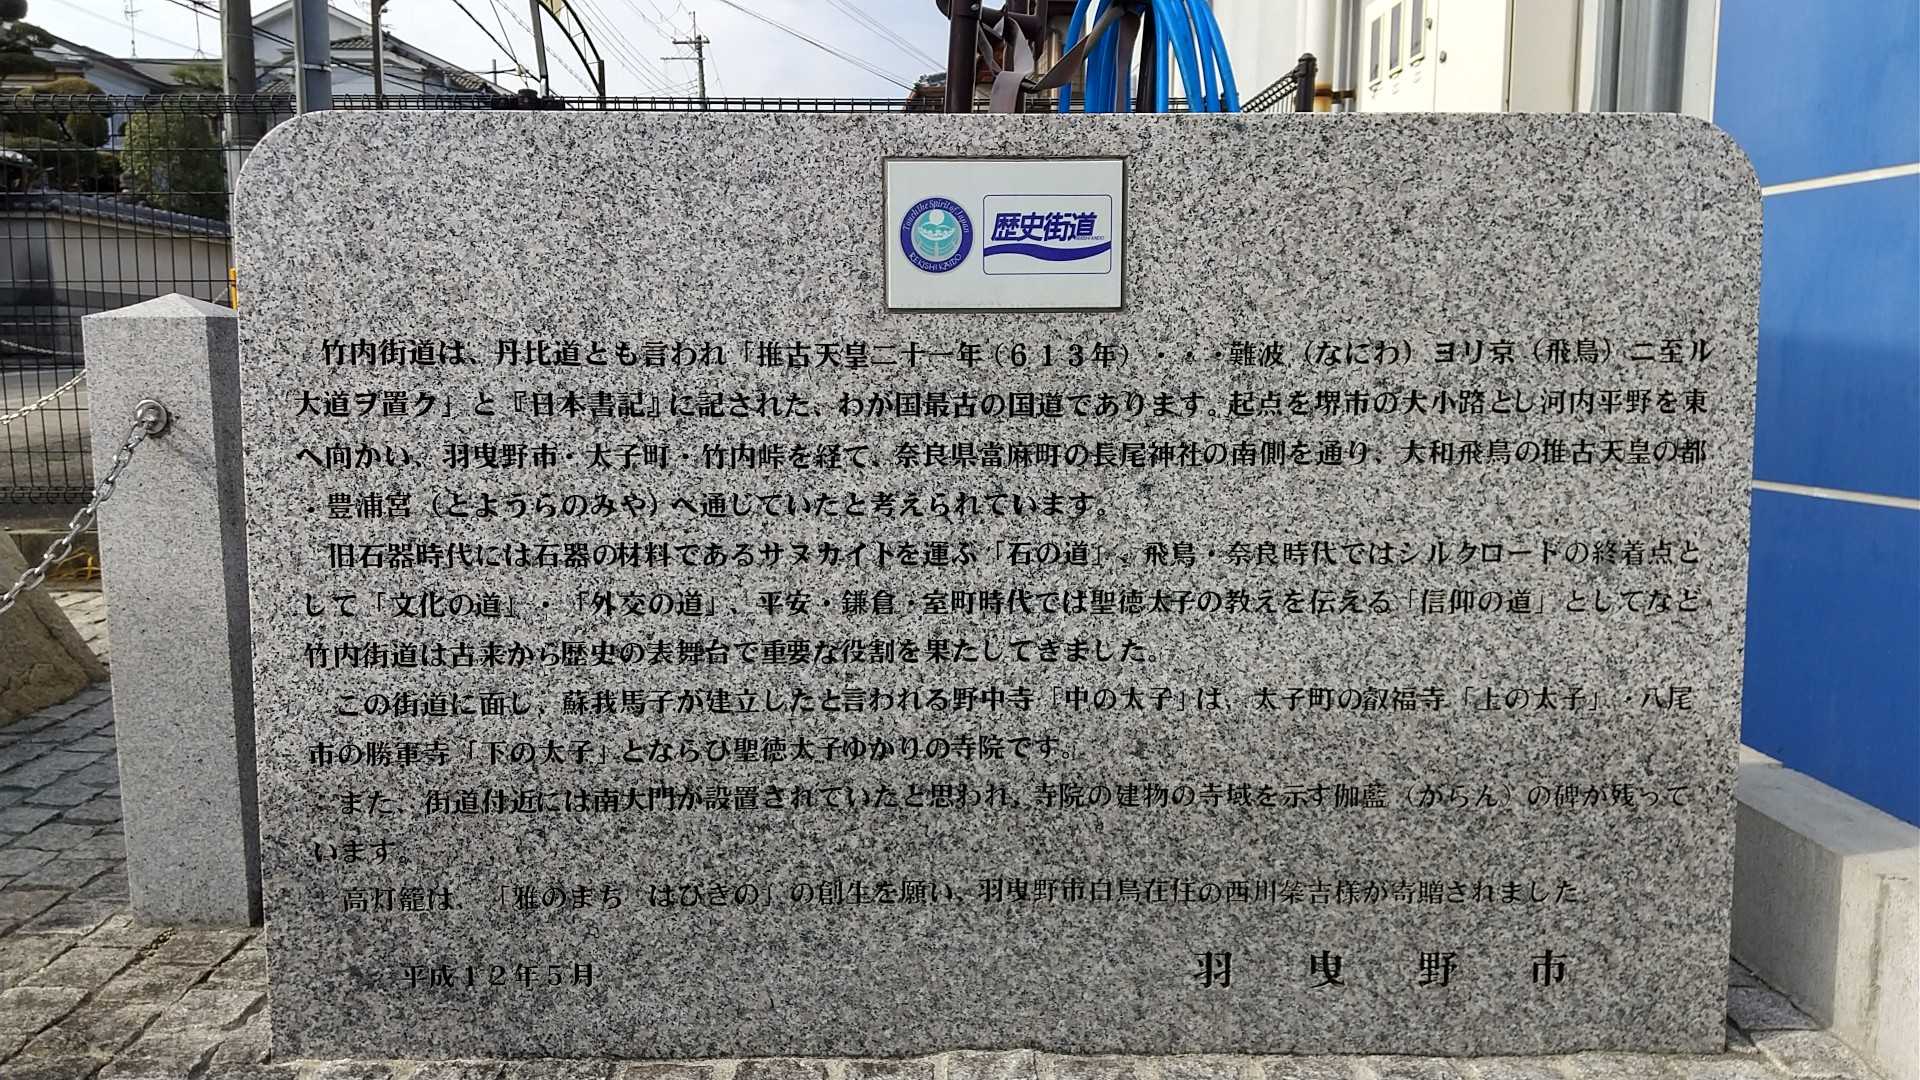 Touch the Spirit of Japan
REKISHI KAIDO
歴史街道
竹内街道は、丹比道とも言われ「推古天皇二十一年(613年)・・・難波(なにわ)ヨリ京(飛鳥)ニ至ル
大道ヲ置ク」と『日本書記』に記された、わが国最古の国道であります。起点を堺市の大小路とし河内平野を東
へ向かい、羽曳野市・太子町・竹内峠を経て、奈良県當麻町の長尾神社の南側を通り、大和飛鳥の推古天皇の都
・豊浦宮(とようらのみや)へ通じていたと考えられています。
旧石器時代には石器の材料であるサヌカイトを運ぶ「石の道」、飛鳥・奈良時代ではシルクロードの終着点と
して「文化の道」・「外交の道」、平安・鎌倉・室町時代では聖徳太子の教えを伝える「信仰の道」としてなど
竹内街道は古来から歴史の表舞台で重要な役割を果たしてきました。
この街道に面し、蘇我馬子が建立したと言われる野中寺「中の太子」は、太子町の叡福寺「上の太子」・八尾
市の勝軍寺「下の太子」とならび聖徳太子ゆかりの寺院です。
また、街道付近には南大門が設置されていたと思われ、寺院の建物の寺域を示す伽藍(がらん)の碑が残って
います。
高灯籠は、「雅のまち はびきの」の創生を願い、羽曳野市白鳥在住の西川栄吉様が寄贈されました。
平成12年5月
羽曳野市